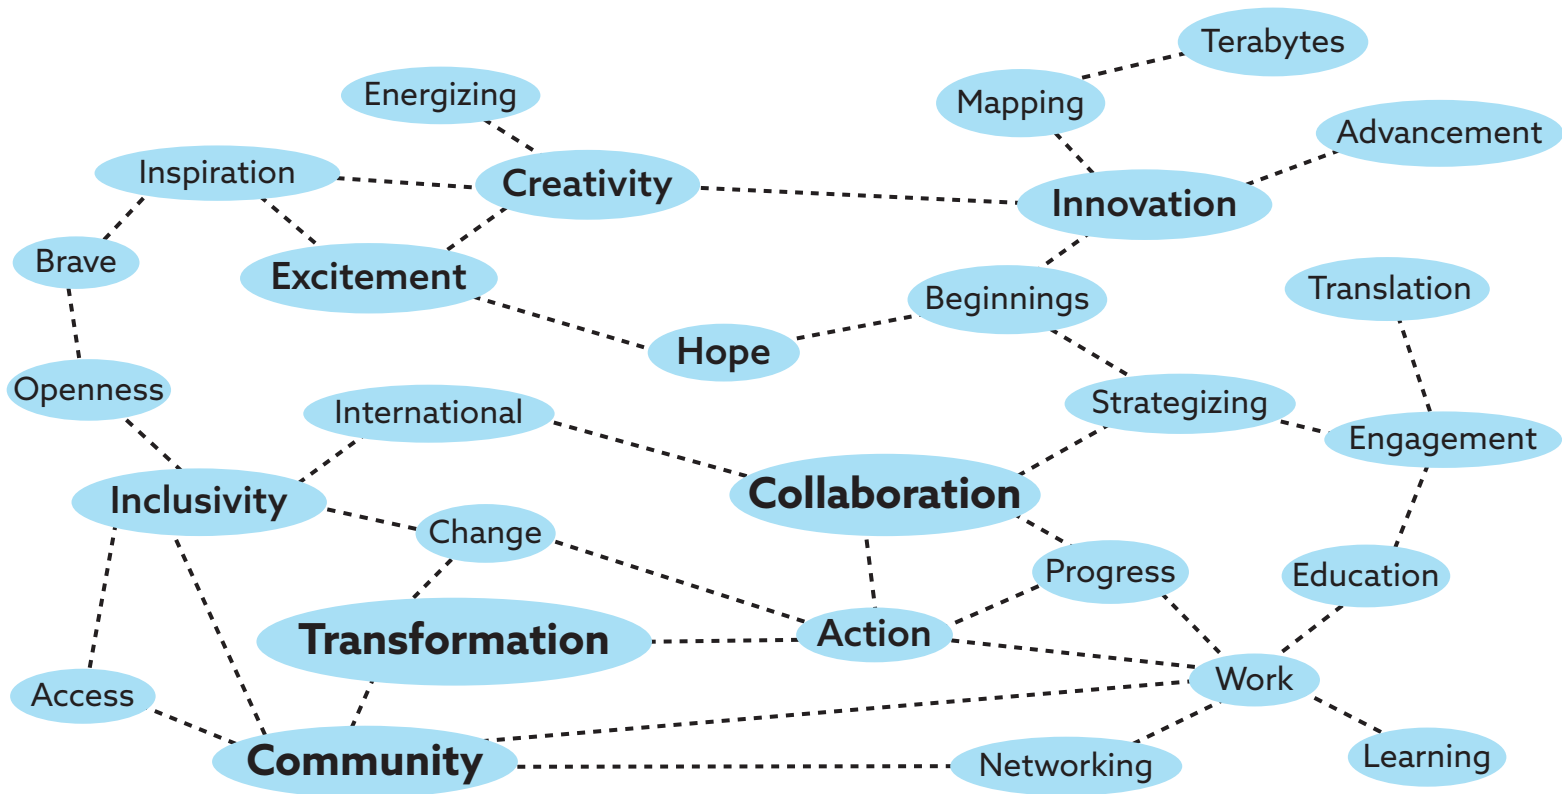 Terabytes
Energizing
Mapping
Advancement
Inspiration
Creativity
Innovation
Brave
Excitement
Beginnings
Translation
Hope
Openness
International
Strategizing
Engagement
Inclusivity
Collaboration
Change
Progress
Education
Transformation
Action
Access
Work
Community
Networking
Learning